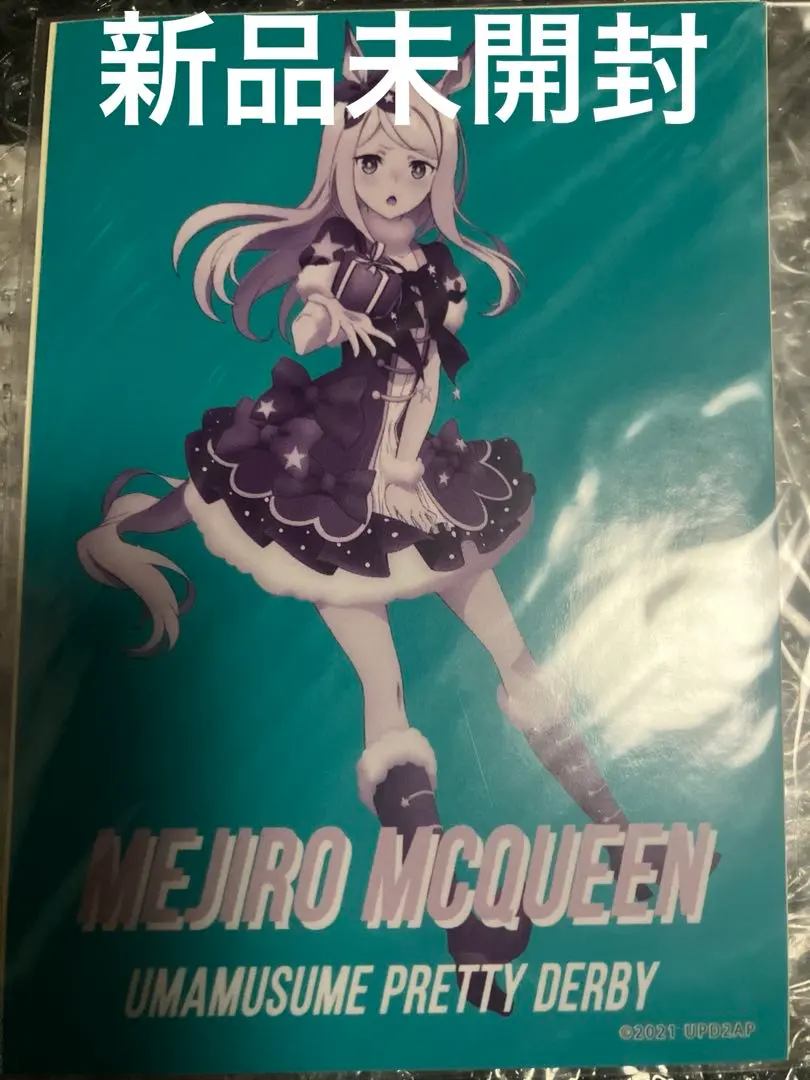 新品未開封
MEJIRO MCQUEEN
UMAMUSUME PRETTY DERBY
©2021 UPD2AP